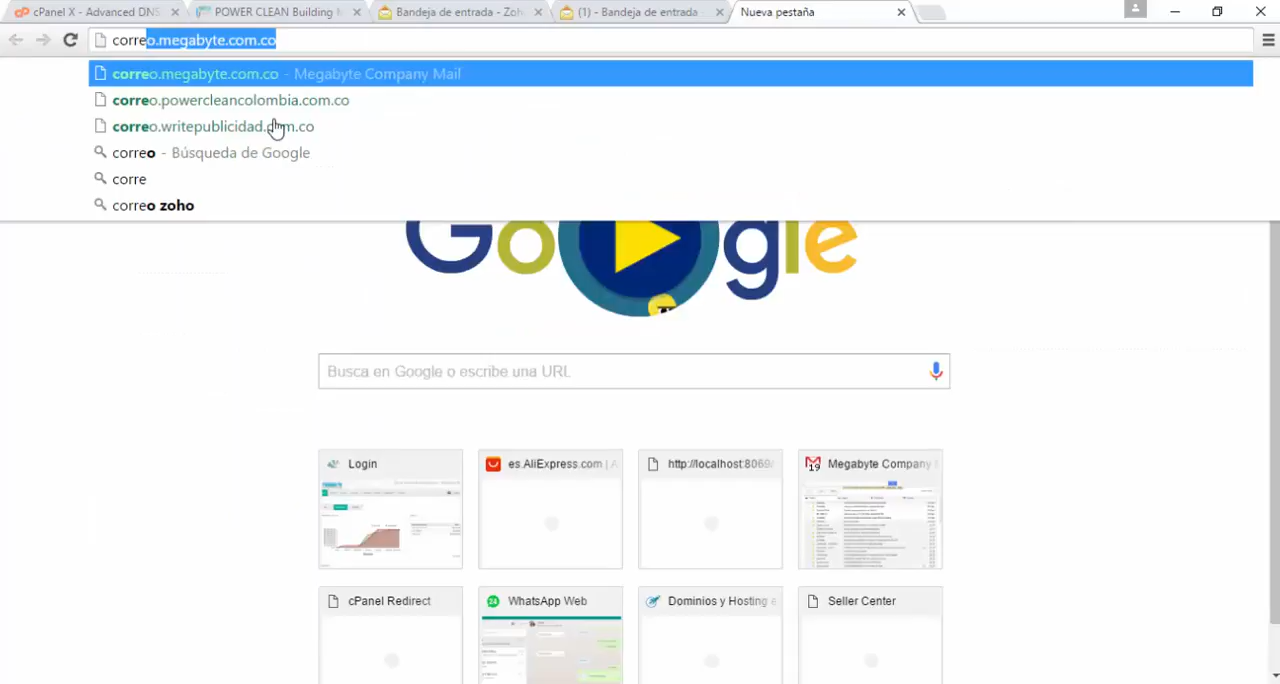 cPanel X - Advanced DNS
POWER CLEAN Building M
Bandeja de entrada - Zoh
(1) - Bandeja de entrada
Nueva pestaña
correo.megabyte.com.co
correo.megabyte.com.co - Megabyte Company Mail
correo.powercleancolombia.com.co
correo.writepublicidad.com.co
correo - Búsqueda de Google
corre
correo zoho
Google
Busca en Google o escribe una URL
Login
es.AliExpress.com | A
http://localhost:8069/
19
Megabyte Company M
cPanel Redirect
24
WhatsApp Web
Dominios y Hosting e
Seller Center